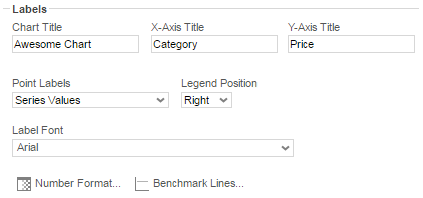 Labels
Chart Title X-Axis Title Y-Axis Title
Awesome Chart Category Price
Point Labels Legend Position
Series Values Right
Label Font
Arial
Number Format... Benchmark Lines...